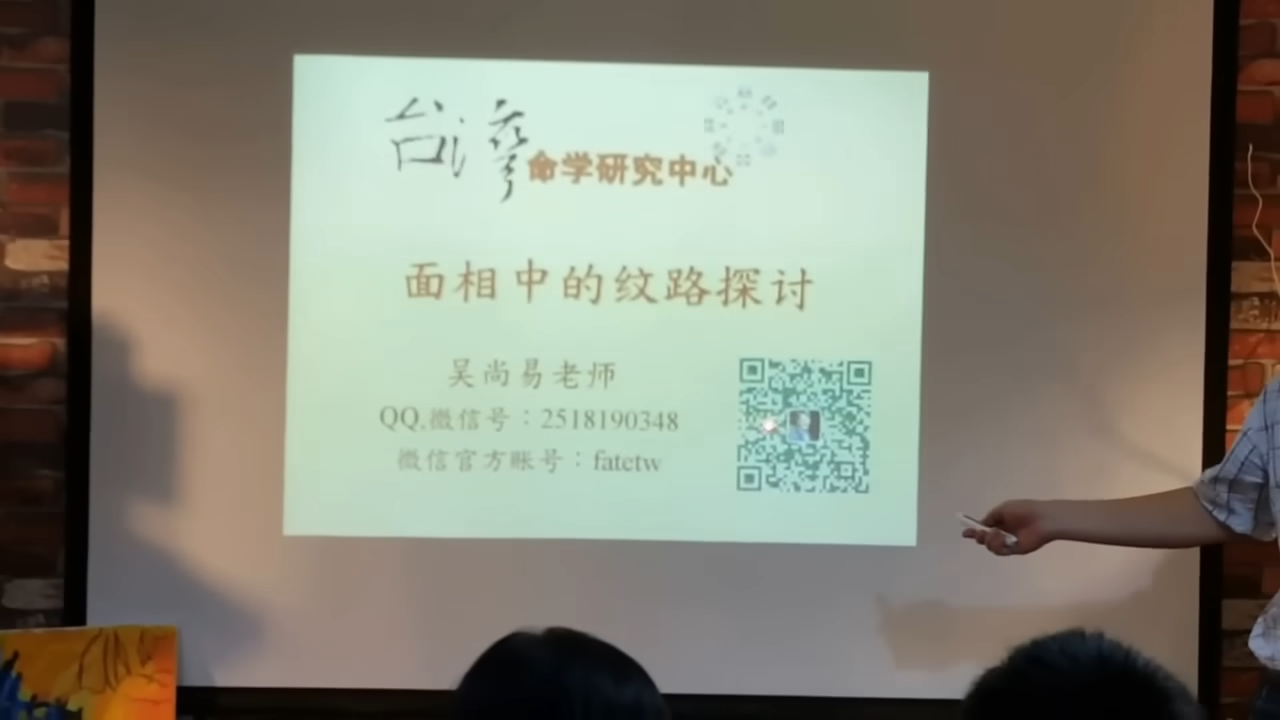 台湾命学研究中心
面相中的纹路探讨
吴尚易老师
QQ,微信号：2518190348
微信官方账号：fatctw